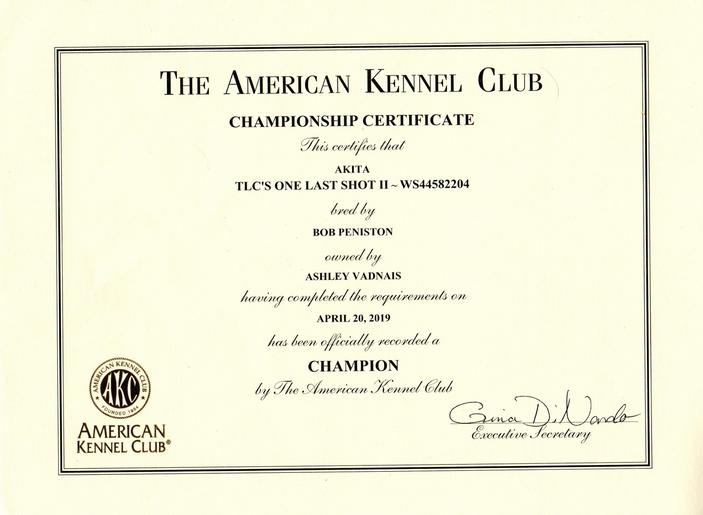 THE AMERICAN KENNEL CLUB
CHAMPIONSHIP CERTIFICATE
This certifies that
AKITA
TLC'S ONE LAST SHOT II ~ WS44582204
bred by
BOB PENISTON
owned by
ASHLEY VADNAIS
having completed the requirements on
APRIL 20, 2019
has been officially recorded a
CHAMPION
by The American Kennel Club
AMERICAN KENNEL CLUB
AKC
FOUNDED 1884
AMERICAN
KENNEL CLUB®
Gina DiNardo
Executive Secretary